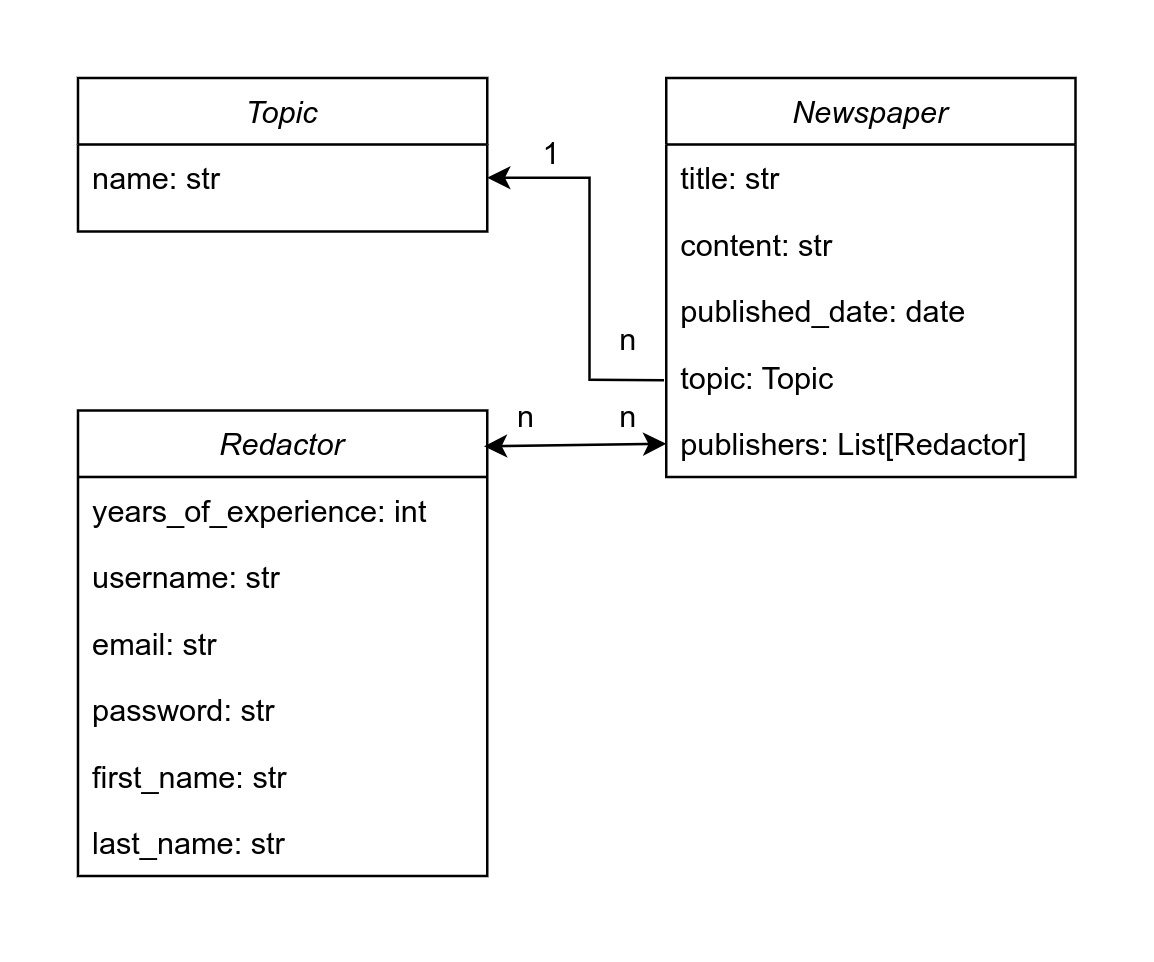 Topic
name: str
1
Newspaper
title: str
content: str
published_date: date
topic: Topic
publishers: List[Redactor]
n
n
n
Redactor
years_of_experience: int
username: str
email: str
password: str
first_name: str
last_name: str